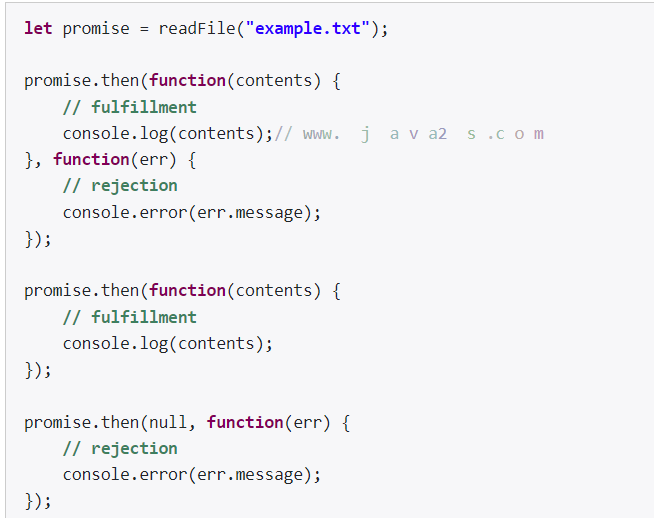 let promise = readFile("example.txt");
promise.then(function(contents) {
// fulfillment
console.log(contents);// www.  j  a v a2  s .c o m
}, function(err) {
// rejection
console.error(err.message);
});
promise.then(function(contents) {
// fulfillment
console.log(contents);
});
promise.then(null, function(err) {
// rejection
console.error(err.message);
});